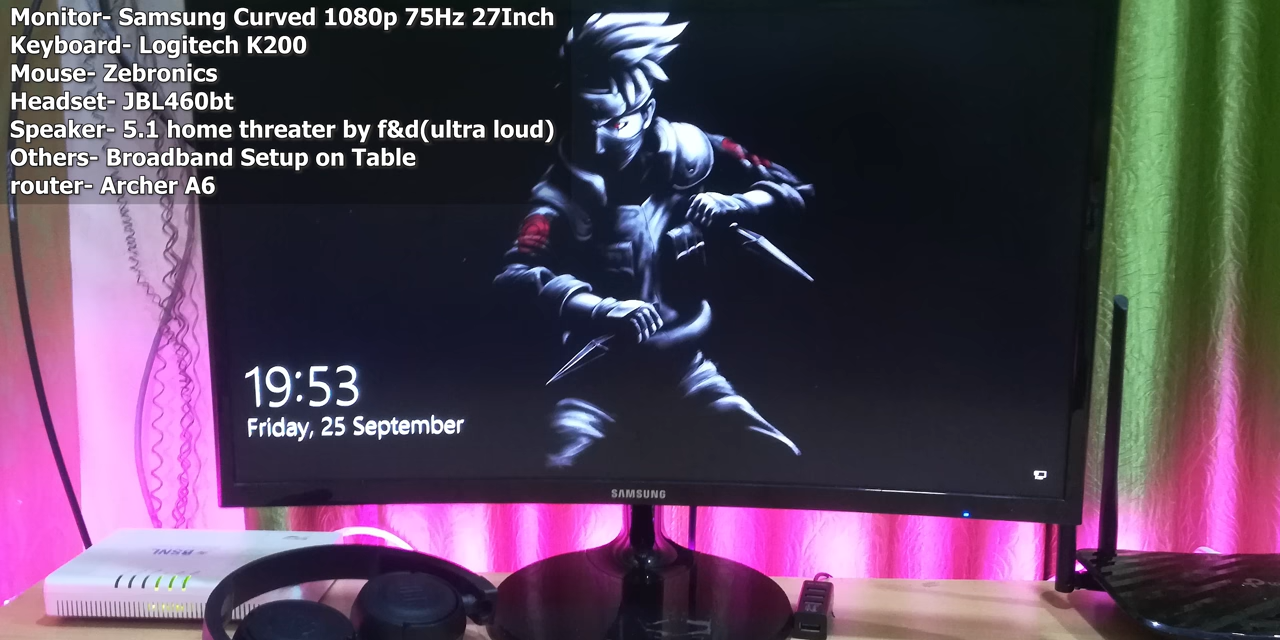 Monitor- Samsung Curved 1080p 75Hz 27Inch
Keyboard- Logitech K200
Mouse- Zebronics
Headset- JBL460bt
Speaker- 5.1 home threater by f&d(ultra loud)
Others- Broadband Setup on Table
router- Archer A6
19:53
Friday, 25 September
SAMSUNG
BSNL